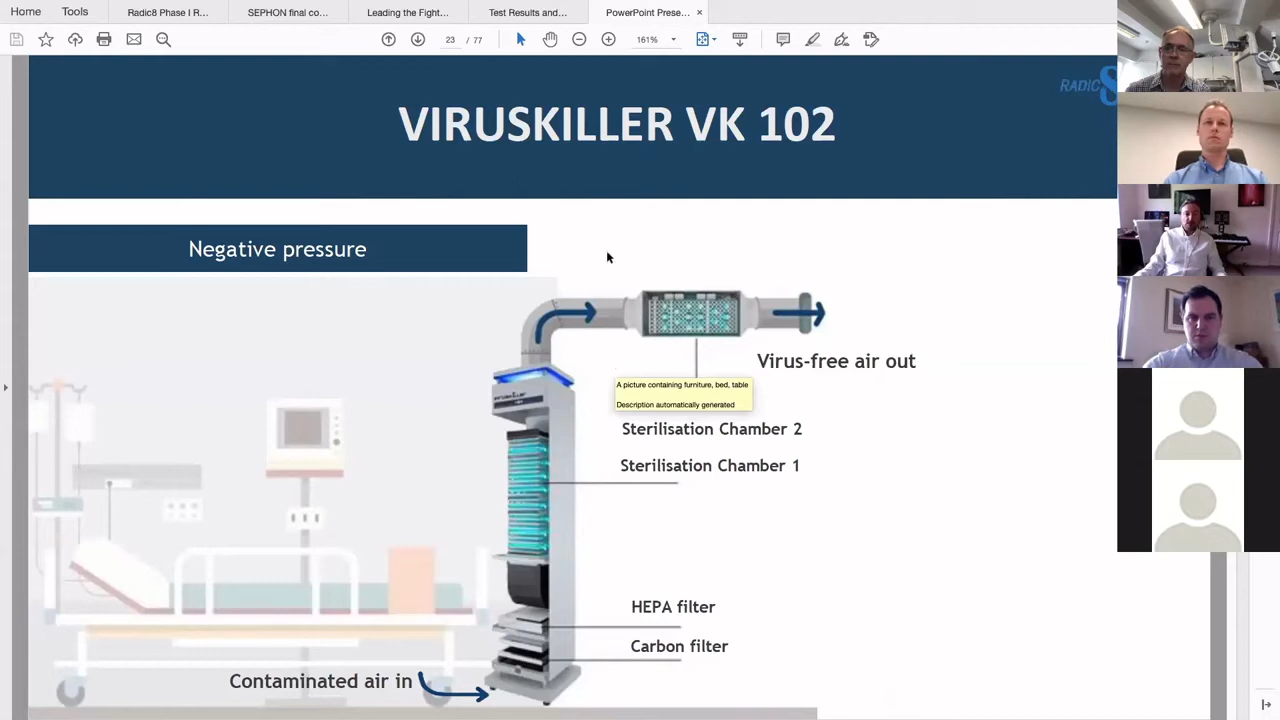 Home
Tools
Radic8 Phase I R...
SEPHON final co...
Leading the Fight...
Test Results and...
PowerPoint Prese...
×
23 / 77
161%
RADIC8
VIRUSKILLER VK 102
Negative pressure
Virus-free air out
A picture containing furniture, bed, table
Description automatically generated
Sterilisation Chamber 2
Sterilisation Chamber 1
HEPA filter
Carbon filter
Contaminated air in